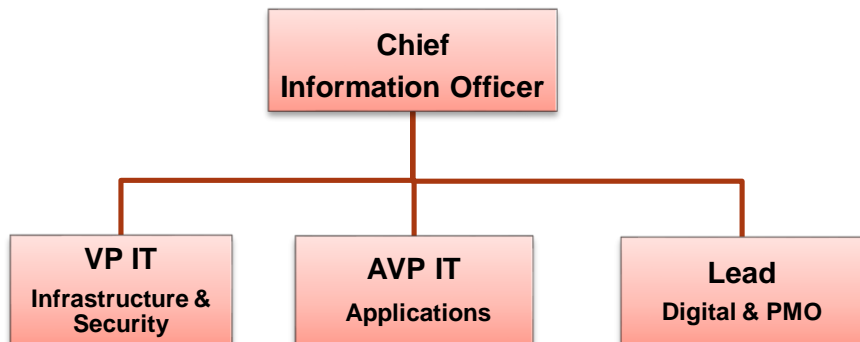 Chief
Information Officer
VP IT
Infrastructure &
Security
AVP IT
Applications
Lead
Digital & PMO